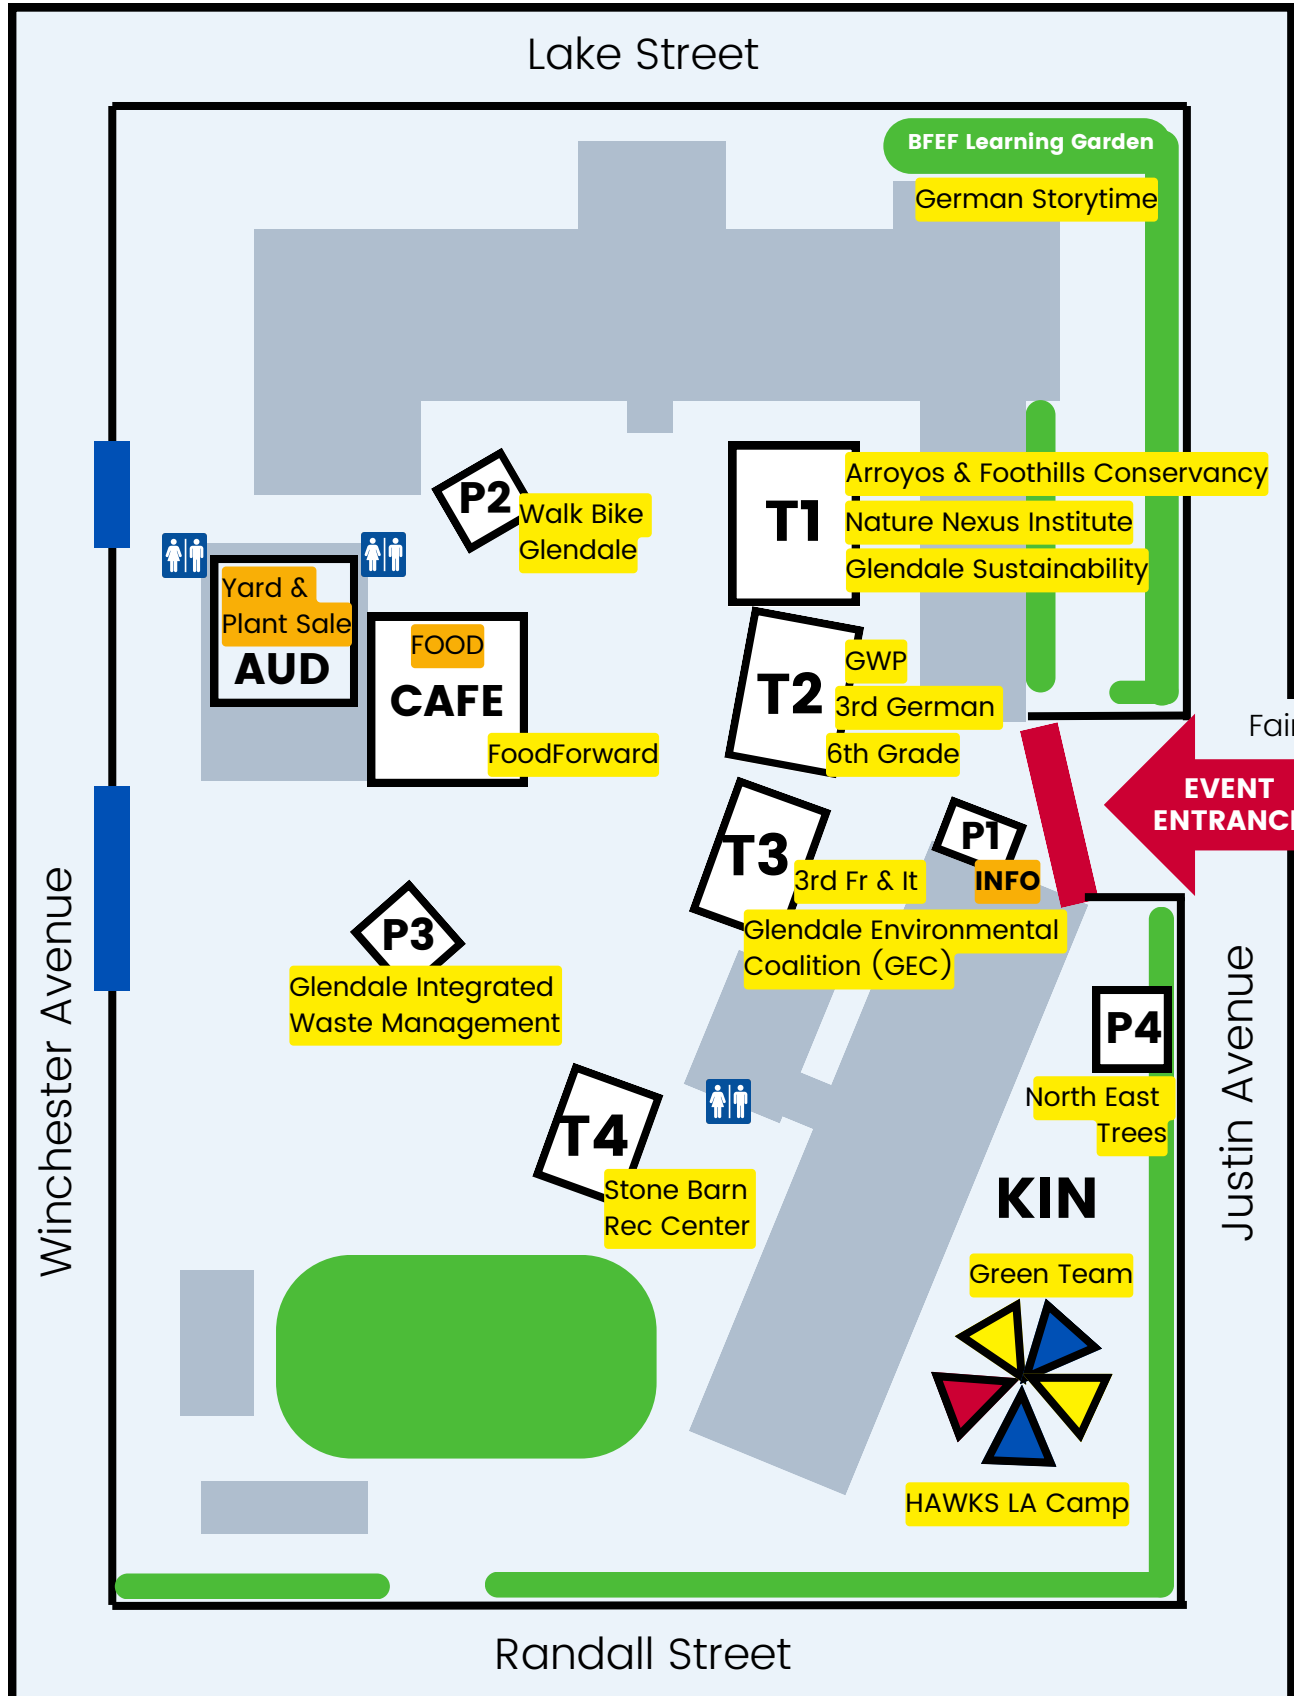 Lake Street
BFEF Learning Garden
German Storytime
P2
Walk Bike
Glendale
T1
Arroyos & Foothills Conservancy
Nature Nexus Institute
Glendale Sustainability
Yard &
Plant Sale
AUD
FOOD
CAFE
FoodForward
T2
GWP
3rd German
6th Grade
EVENT
ENTRANCE
T3
3rd Fr & It
Glendale Environmental
Coalition (GEC)
P1
INFO
P3
Glendale Integrated
Waste Management
Winchester Avenue
Justin Avenue
P4
North East
Trees
T4
Stone Barn
Rec Center
KIN
Green Team
HAWKS LA Camp
Randall Street